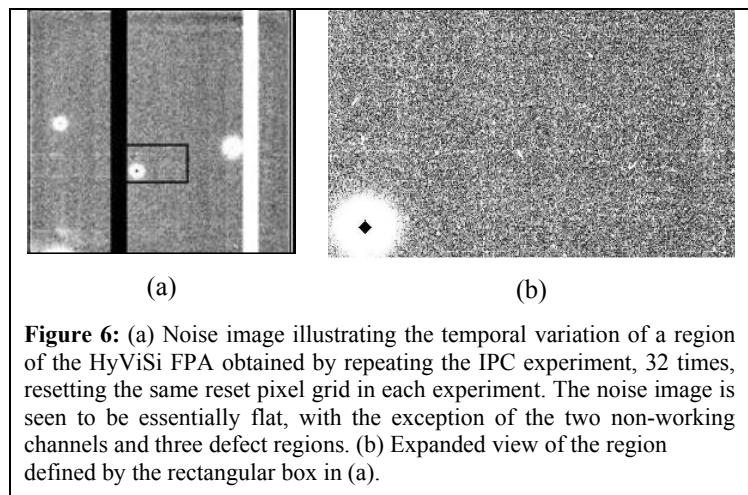 (a)
(b)
Figure 6: (a) Noise image illustrating the temporal variation of a region
of the HyViSi FPA obtained by repeating the IPC experiment, 32 times,
resetting the same reset pixel grid in each experiment. The noise image is
seen to be essentially flat, with the exception of the two non-working
channels and three defect regions. (b) Expanded view of the region
defined by the rectangular box in (a).